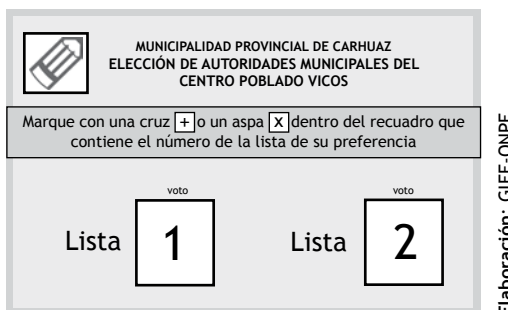 MUNICIPALIDAD PROVINCIAL DE CARHUAZ
ELECCIÓN DE AUTORIDADES MUNICIPALES DEL
CENTRO POBLADO VICOS
Marque con una cruz + o un aspa x dentro del recuadro que
contiene el número de la lista de su preferencia
voto
Lista 1
voto
Lista 2
Elaboración: GIEE-ONPE